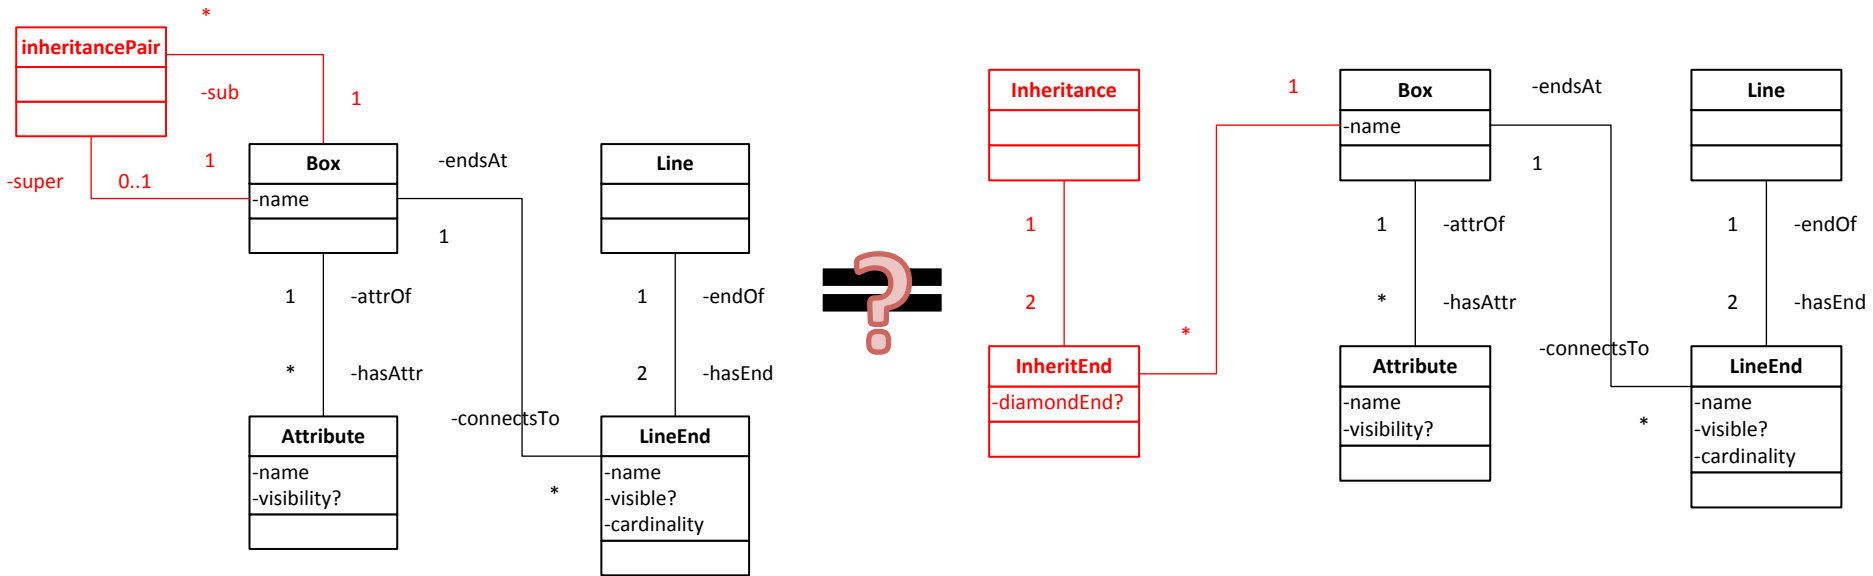 *
inheritancePair
-sub
1
1
-super
0..1
Box
-name
-endsAt
1
Line
1
-attrOf
*
-hasAttr
1
-endOf
2
-hasEnd
-connectsTo
*
Attribute
-name
-visibility?
LineEnd
-name
-visible?
-cardinality
?
Inheritance
1
2
InheritEnd
-diamondEnd?
1
*
Box
-name
-endsAt
1
Line
1
-attrOf
*
-hasAttr
1
-endOf
2
-hasEnd
-connectsTo
*
Attribute
-name
-visibility?
LineEnd
-name
-visible?
-cardinality